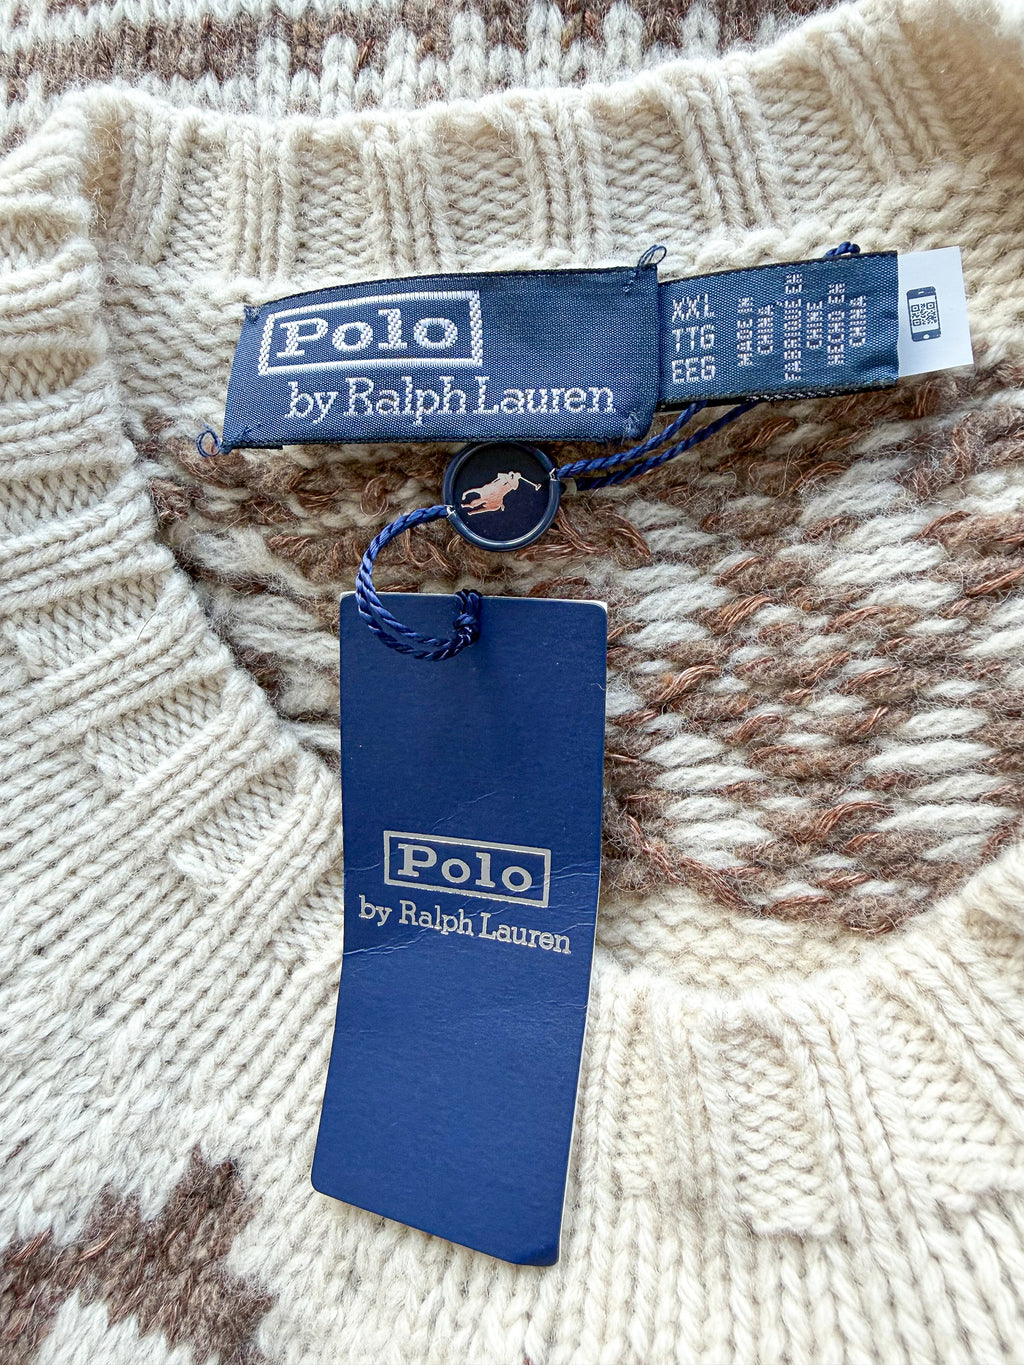 Polo
by Ralph Lauren
XXL
TTG
EEG
MADE IN
CHINA
FABRIQUÉ EN
CHINE
HECHO EN
CHINA
Polo
by Ralph Lauren